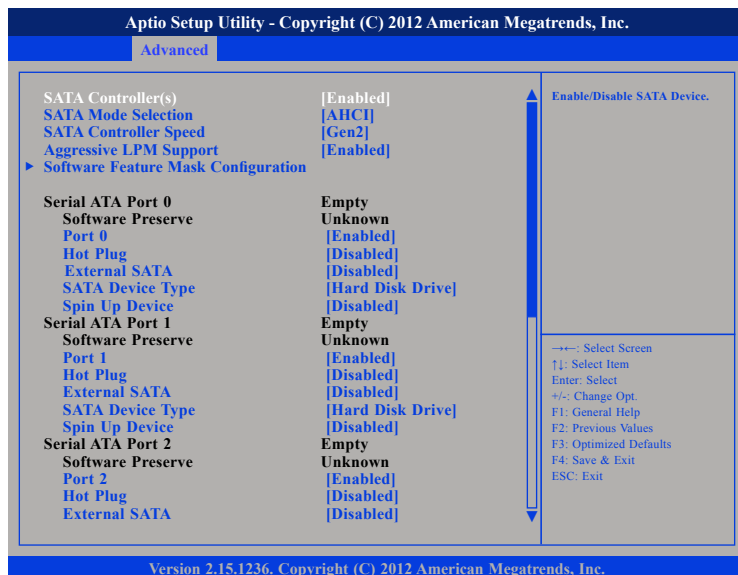 Aptio Setup Utility - Copyright (C) 2012 American Megatrends, Inc.
Advanced
SATA Controller(s) [Enabled]
SATA Mode Selection [AHCI]
SATA Controller Speed [Gen2]
Aggressive LPM Support [Enabled]
► Software Feature Mask Configuration
Serial ATA Port 0 Empty
Software Preserve Unknown
Port 0 [Enabled]
Hot Plug [Disabled]
External SATA [Disabled]
SATA Device Type [Hard Disk Drive]
Spin Up Device [Disabled]
Serial ATA Port 1 Empty
Software Preserve Unknown
Port 1 [Enabled]
Hot Plug [Disabled]
External SATA [Disabled]
SATA Device Type [Hard Disk Drive]
Spin Up Device [Disabled]
Serial ATA Port 2 Empty
Software Preserve Unknown
Port 2 [Enabled]
Hot Plug [Disabled]
External SATA [Disabled]
Enable/Disable SATA Device.
→←: Select Screen
↑↓: Select Item
Enter: Select
+/-: Change Opt.
F1: General Help
F2: Previous Values
F3: Optimized Defaults
F4: Save & Exit
ESC: Exit
Version 2.15.1236. Copyright (C) 2012 American Megatrends, Inc.